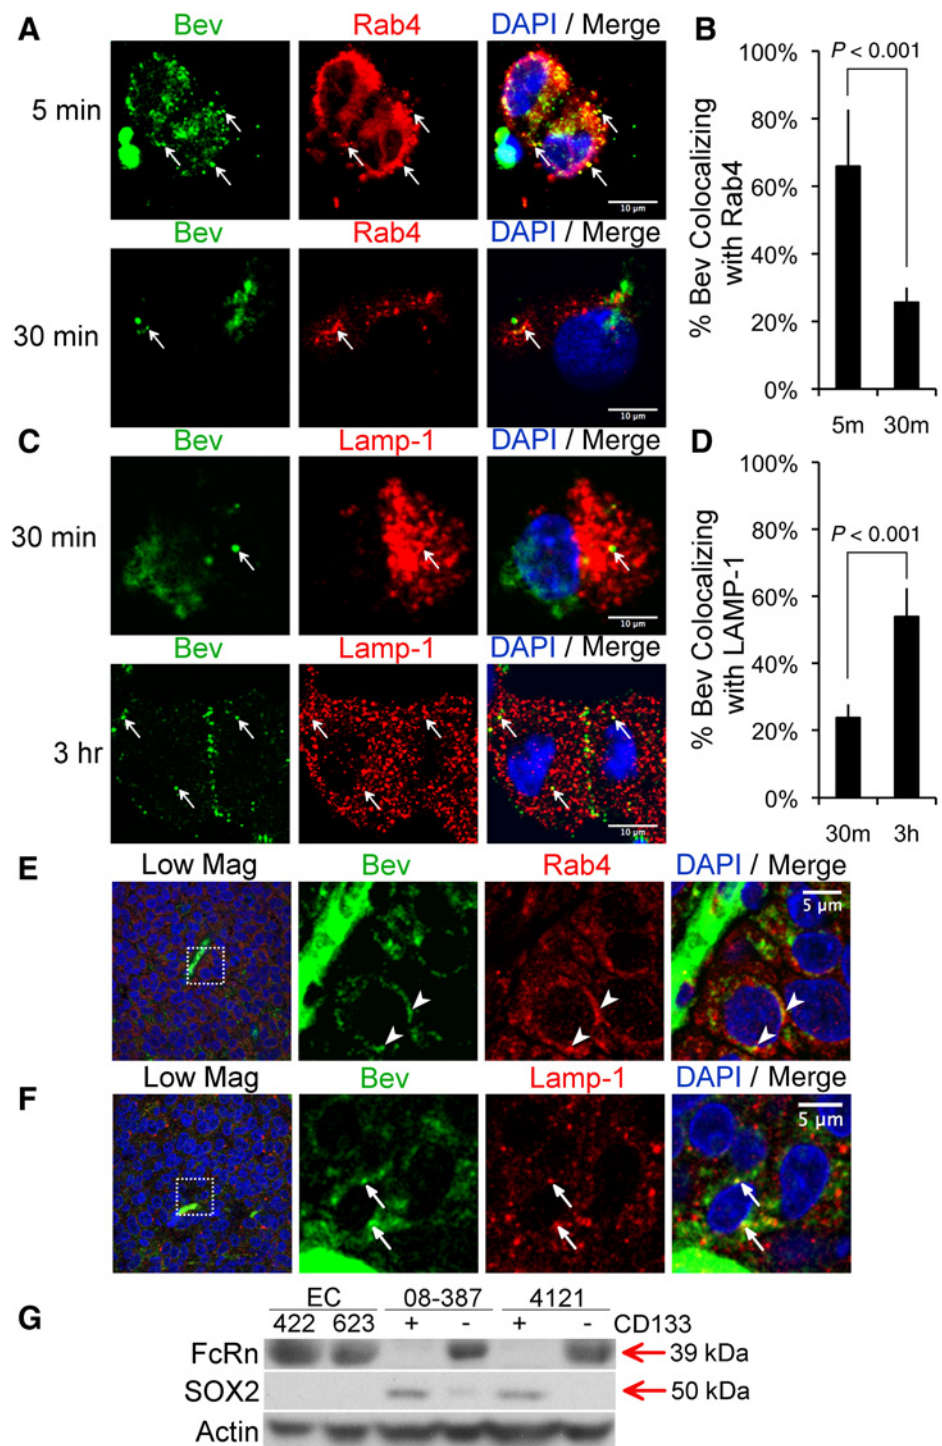 A
Bev
Rab4
DAPI / Merge
5 min
10 µm
Bev
Rab4
DAPI / Merge
30 min
10 µm
B
% Bev Colocalizing
with Rab4
100%
80%
60%
40%
20%
0%
P < 0.001
5m
30m
C
Bev
Lamp-1
DAPI / Merge
30 min
10 µm
Bev
Lamp-1
DAPI / Merge
3 hr
10 µm
D
% Bev Colocalizing
with LAMP-1
100%
80%
60%
40%
20%
0%
P < 0.001
30m
3h
E
Low Mag
Bev
Rab4
DAPI / Merge
5 µm
F
Low Mag
Bev
Lamp-1
DAPI / Merge
5 µm
G
EC
08-387
4121
422 623 + - + - CD133
FcRn
39 kDa
SOX2
50 kDa
Actin